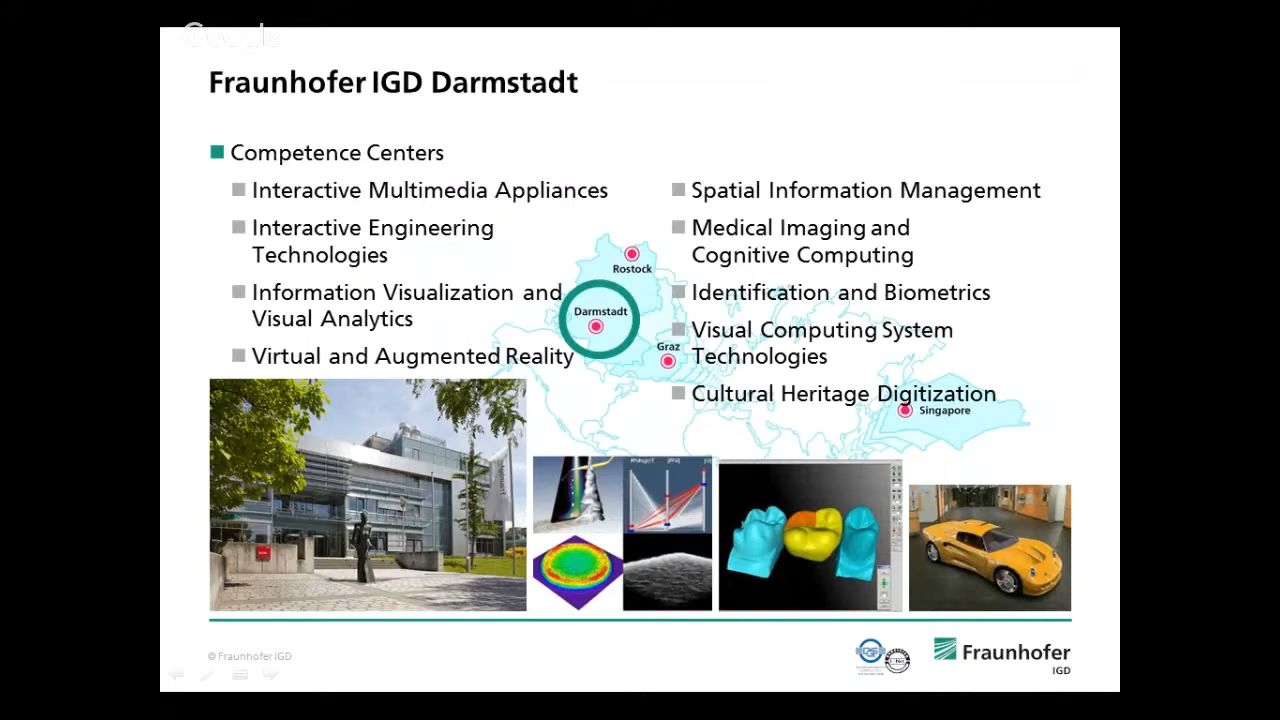 Google
Fraunhofer IGD Darmstadt
Competence Centers
Interactive Multimedia Appliances
Interactive Engineering
Technologies
Information Visualization and
Visual Analytics
Virtual and Augmented Reality
Spatial Information Management
Medical Imaging and
Cognitive Computing
Identification and Biometrics
Visual Computing System
Technologies
Cultural Heritage Digitization
Rostock
Darmstadt
Graz
Singapore
© Fraunhofer IGD
Fraunhofer
IGD